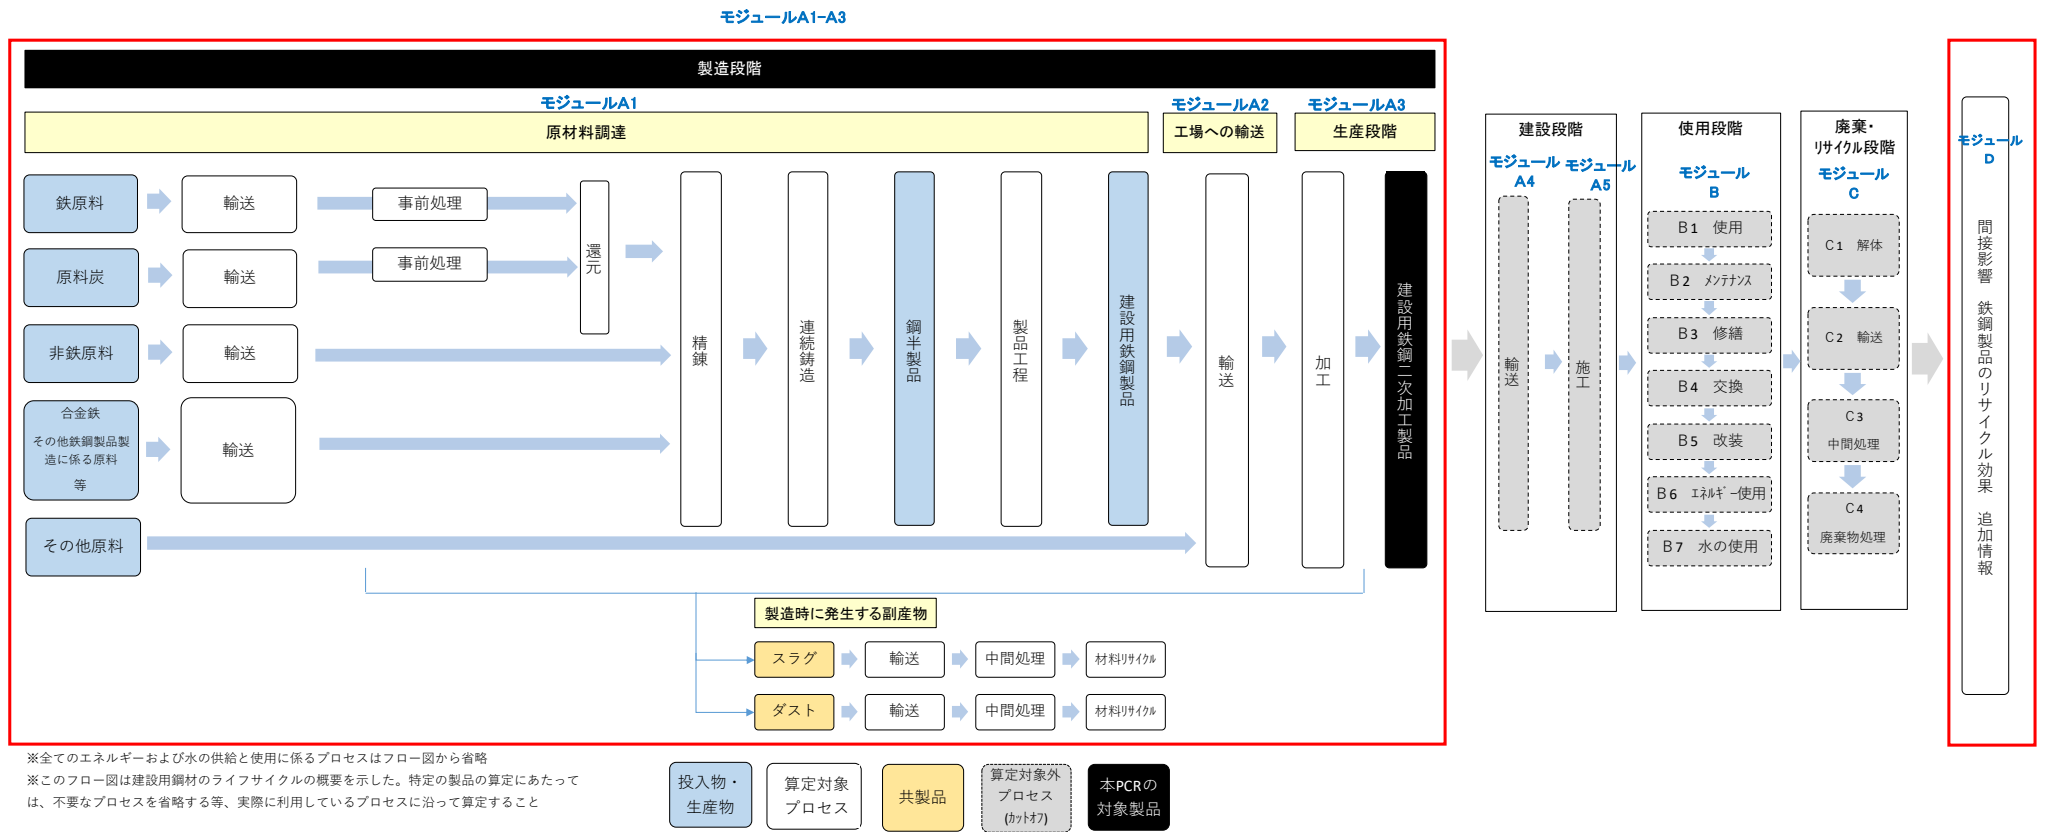 モジュールA1-A3
製造段階
モジュールA1
モジュールA2
モジュールA3
原材料調達
工場への輸送
生産段階
鉄原料
輸送
事前処理
原料炭
輸送
事前処理
還元
非鉄原料
輸送
合金鉄
その他鉄鋼製品製
造に係る原料
等
輸送
その他原料
精錬
連続鋳造
鋼半製品
製品工程
建設用鉄鋼製品
輸送
加工
建設用鉄鋼二次加工製品
製造時に発生する副産物
スラグ
輸送
中間処理
材料ﾘｻｲｸﾙ
ダスト
輸送
中間処理
材料ﾘｻｲｸﾙ
建設段階
モジュール
A4
モジュール
A5
輸送
施工
使用段階
モジュール
B
B1 使用
B2 ﾒﾝﾃﾅﾝｽ
B3 修繕
B4 交換
B5 改装
B6 ｴﾈﾙｷﾞｰ使用
B7 水の使用
廃棄・
ﾘｻｲｸﾙ段階
モジュール
C
C1 解体
C2 輸送
C3
中間処理
C4
廃棄物処理
モジュール
D
間接影響 鉄鋼製品のリサイクル効果 追加情報
※全てのエネルギーおよび水の供給と使用に係るプロセスはフロー図から省略
※このフロー図は建設用鋼材のライフサイクルの概要を示した。特定の製品の算定にあたって
は、不要なプロセスを省略する等、実際に利用しているプロセスに沿って算定すること
投入物・
生産物
算定対象
プロセス
共製品
算定対象外
プロセス
(ｶｯﾄｵﾌ)
本PCRの
対象製品